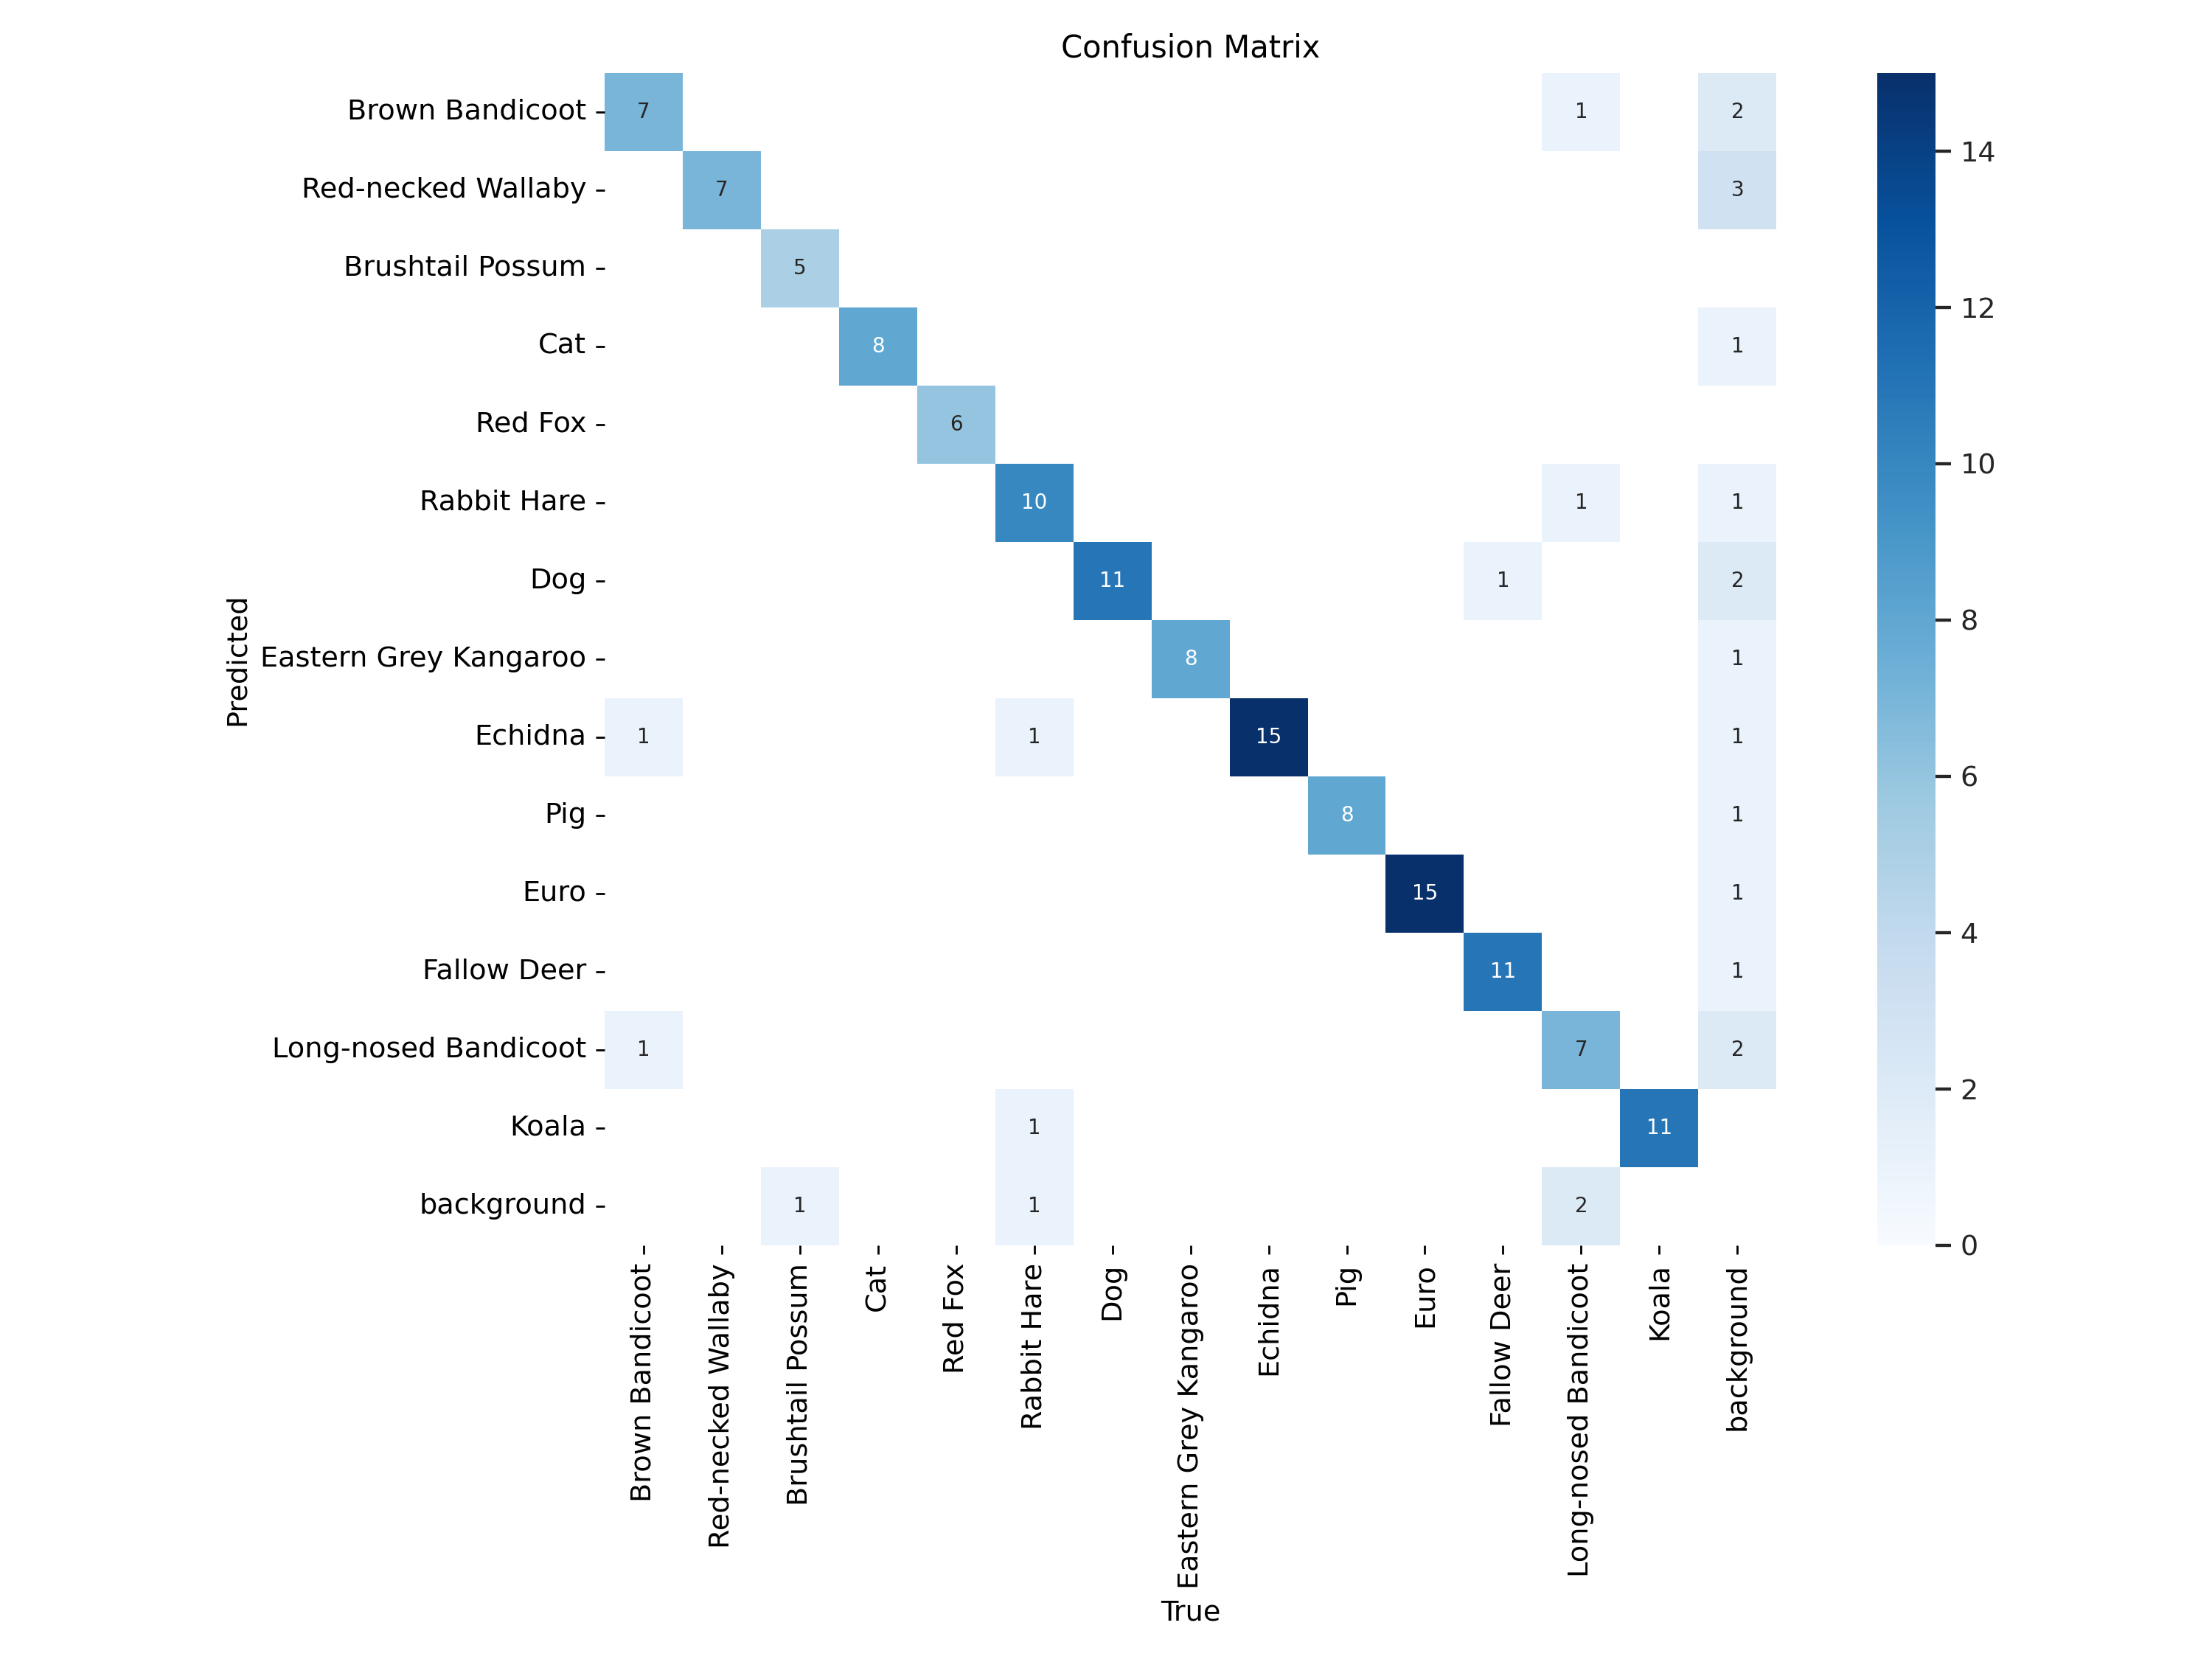 Confusion Matrix
Brown Bandicoot 7 1 2
Red-necked Wallaby 7 3
Brushtail Possum 5
Cat 8 1
Red Fox 6
Rabbit Hare 10 1 1
Dog 11 1 2
Eastern Grey Kangaroo 8 1
Echidna 1 1 15 1
Pig 8 1
Euro 15 1
Fallow Deer 11 1
Long-nosed Bandicoot 1 7 2
Koala 1 11
background 1 1 2
Predicted
Brown Bandicoot
Red-necked Wallaby
Brushtail Possum
Cat
Red Fox
Rabbit Hare
Dog
Eastern Grey Kangaroo
Echidna
Pig
Euro
Fallow Deer
Long-nosed Bandicoot
Koala
background
True
14
12
10
8
6
4
2
0